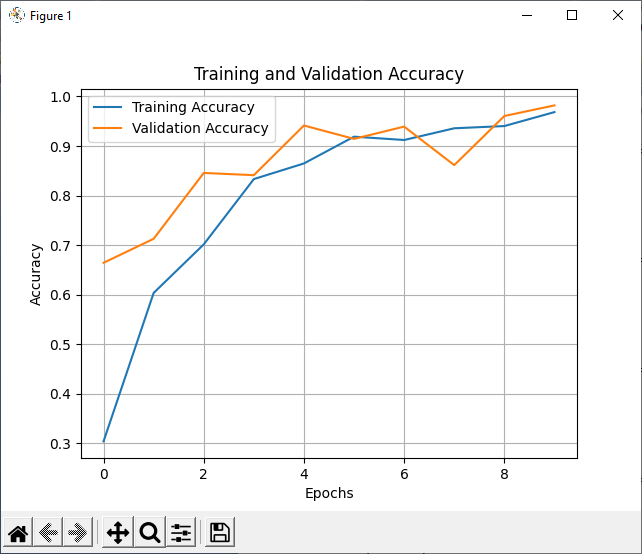 Figure 1
Training and Validation Accuracy
Training Accuracy
Validation Accuracy
1.0
0.9
0.8
0.7
0.6
0.5
0.4
0.3
Accuracy
0 2 4 6 8
Epochs